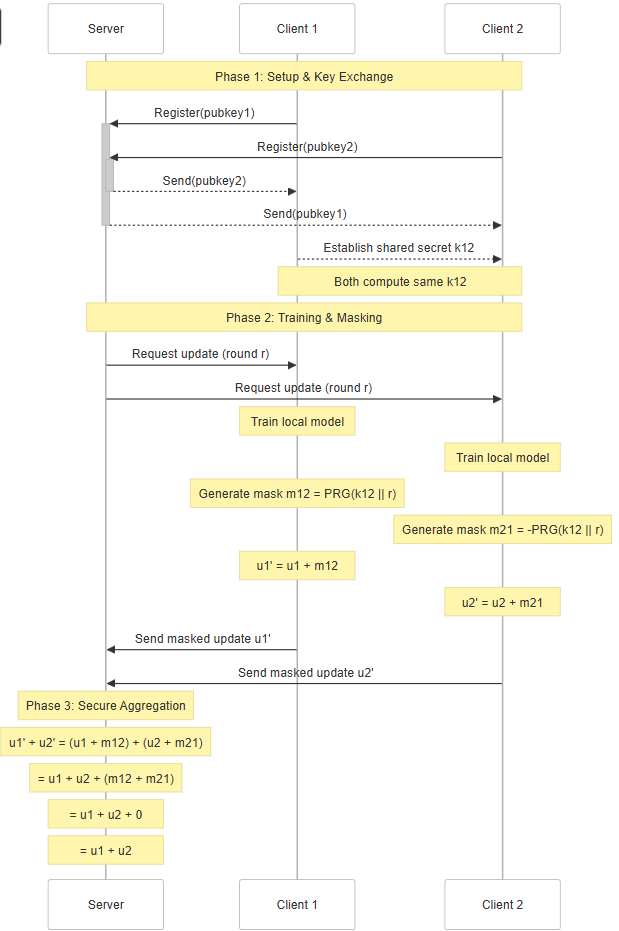 Server
Client 1
Client 2
Phase 1: Setup & Key Exchange
Register(pubkey1)
Register(pubkey2)
Send(pubkey2)
Send(pubkey1)
Establish shared secret k12
Both compute same k12
Phase 2: Training & Masking
Request update (round r)
Request update (round r)
Train local model
Train local model
Generate mask m12 = PRG(k12 || r)
Generate mask m21 = -PRG(k12 || r)
u1' = u1 + m12
u2' = u2 + m21
Send masked update u1'
Send masked update u2'
Phase 3: Secure Aggregation
u1' + u2' = (u1 + m12) + (u2 + m21)
= u1 + u2 + (m12 + m21)
= u1 + u2 + 0
= u1 + u2
Server
Client 1
Client 2